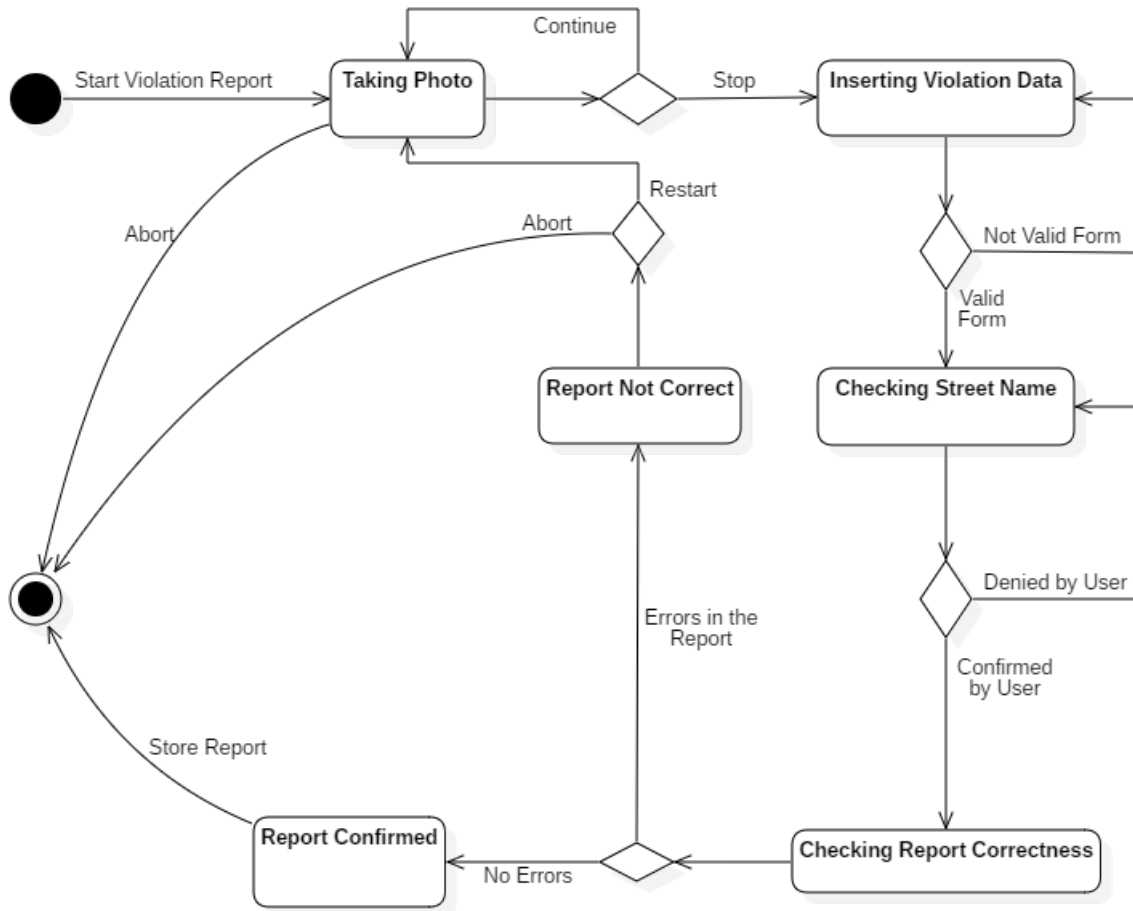 Continue
Start Violation Report
Taking Photo
Stop
Inserting Violation Data
Restart
Abort
Abort
Not Valid Form
Valid
Form
Report Not Correct
Checking Street Name
Denied by User
Errors in the
Report
Confirmed
by User
Store Report
Report Confirmed
No Errors
Checking Report Correctness